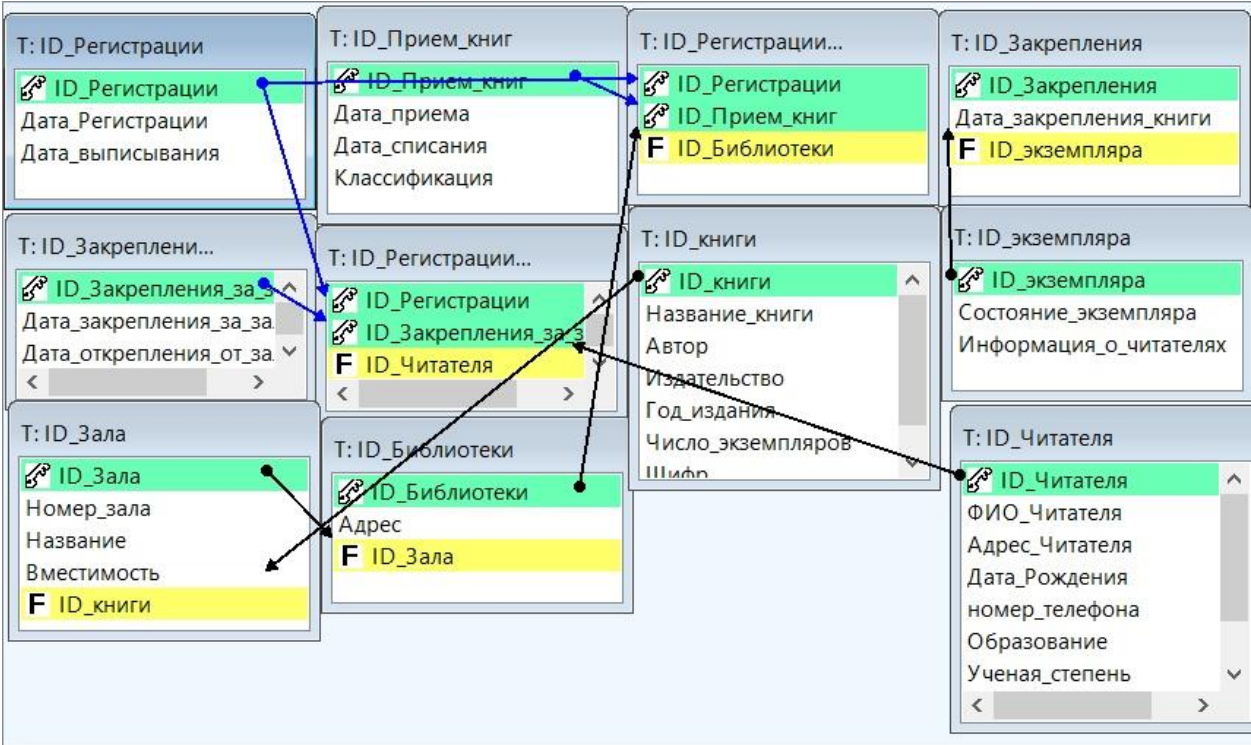 T: ID_Регистрации
ID_Регистрации
Дата_Регистрации
Дата_выписывания
T: ID_Прием_книг
ID_Прием_книг
Дата_приема
Дата_списания
Классификация
T: ID_Регистрации...
ID_Регистрации
ID_Прием_книг
F ID_Библиотеки
T: ID_Закрепления
ID_Закрепления
Дата_закрепления_книги
F ID_экземпляра
T: ID_Закреплени...
ID_Закрепления_за_з
Дата_закрепления_за_за
Дата_открепления_от_за
T: ID_Регистрации...
ID_Регистрации
ID_Закрепления_за_з
F ID_Читателя
T: ID_книги
ID_книги
Название_книги
Автор
Издательство
Год_издания
Число_экземпляров
Шифр
T: ID_экземпляра
ID_экземпляра
Состояние_экземпляра
Информация_о_читателях
T: ID_Зала
ID_Зала
Номер_зала
Название
Вместимость
F ID_книги
T: ID_Библиотеки
ID_Библиотеки
Адрес
F ID_Зала
T: ID_Читателя
ID_Читателя
ФИО_Читателя
Адрес_Читателя
Дата_Рождения
номер_телефона
Образование
Ученая_степень